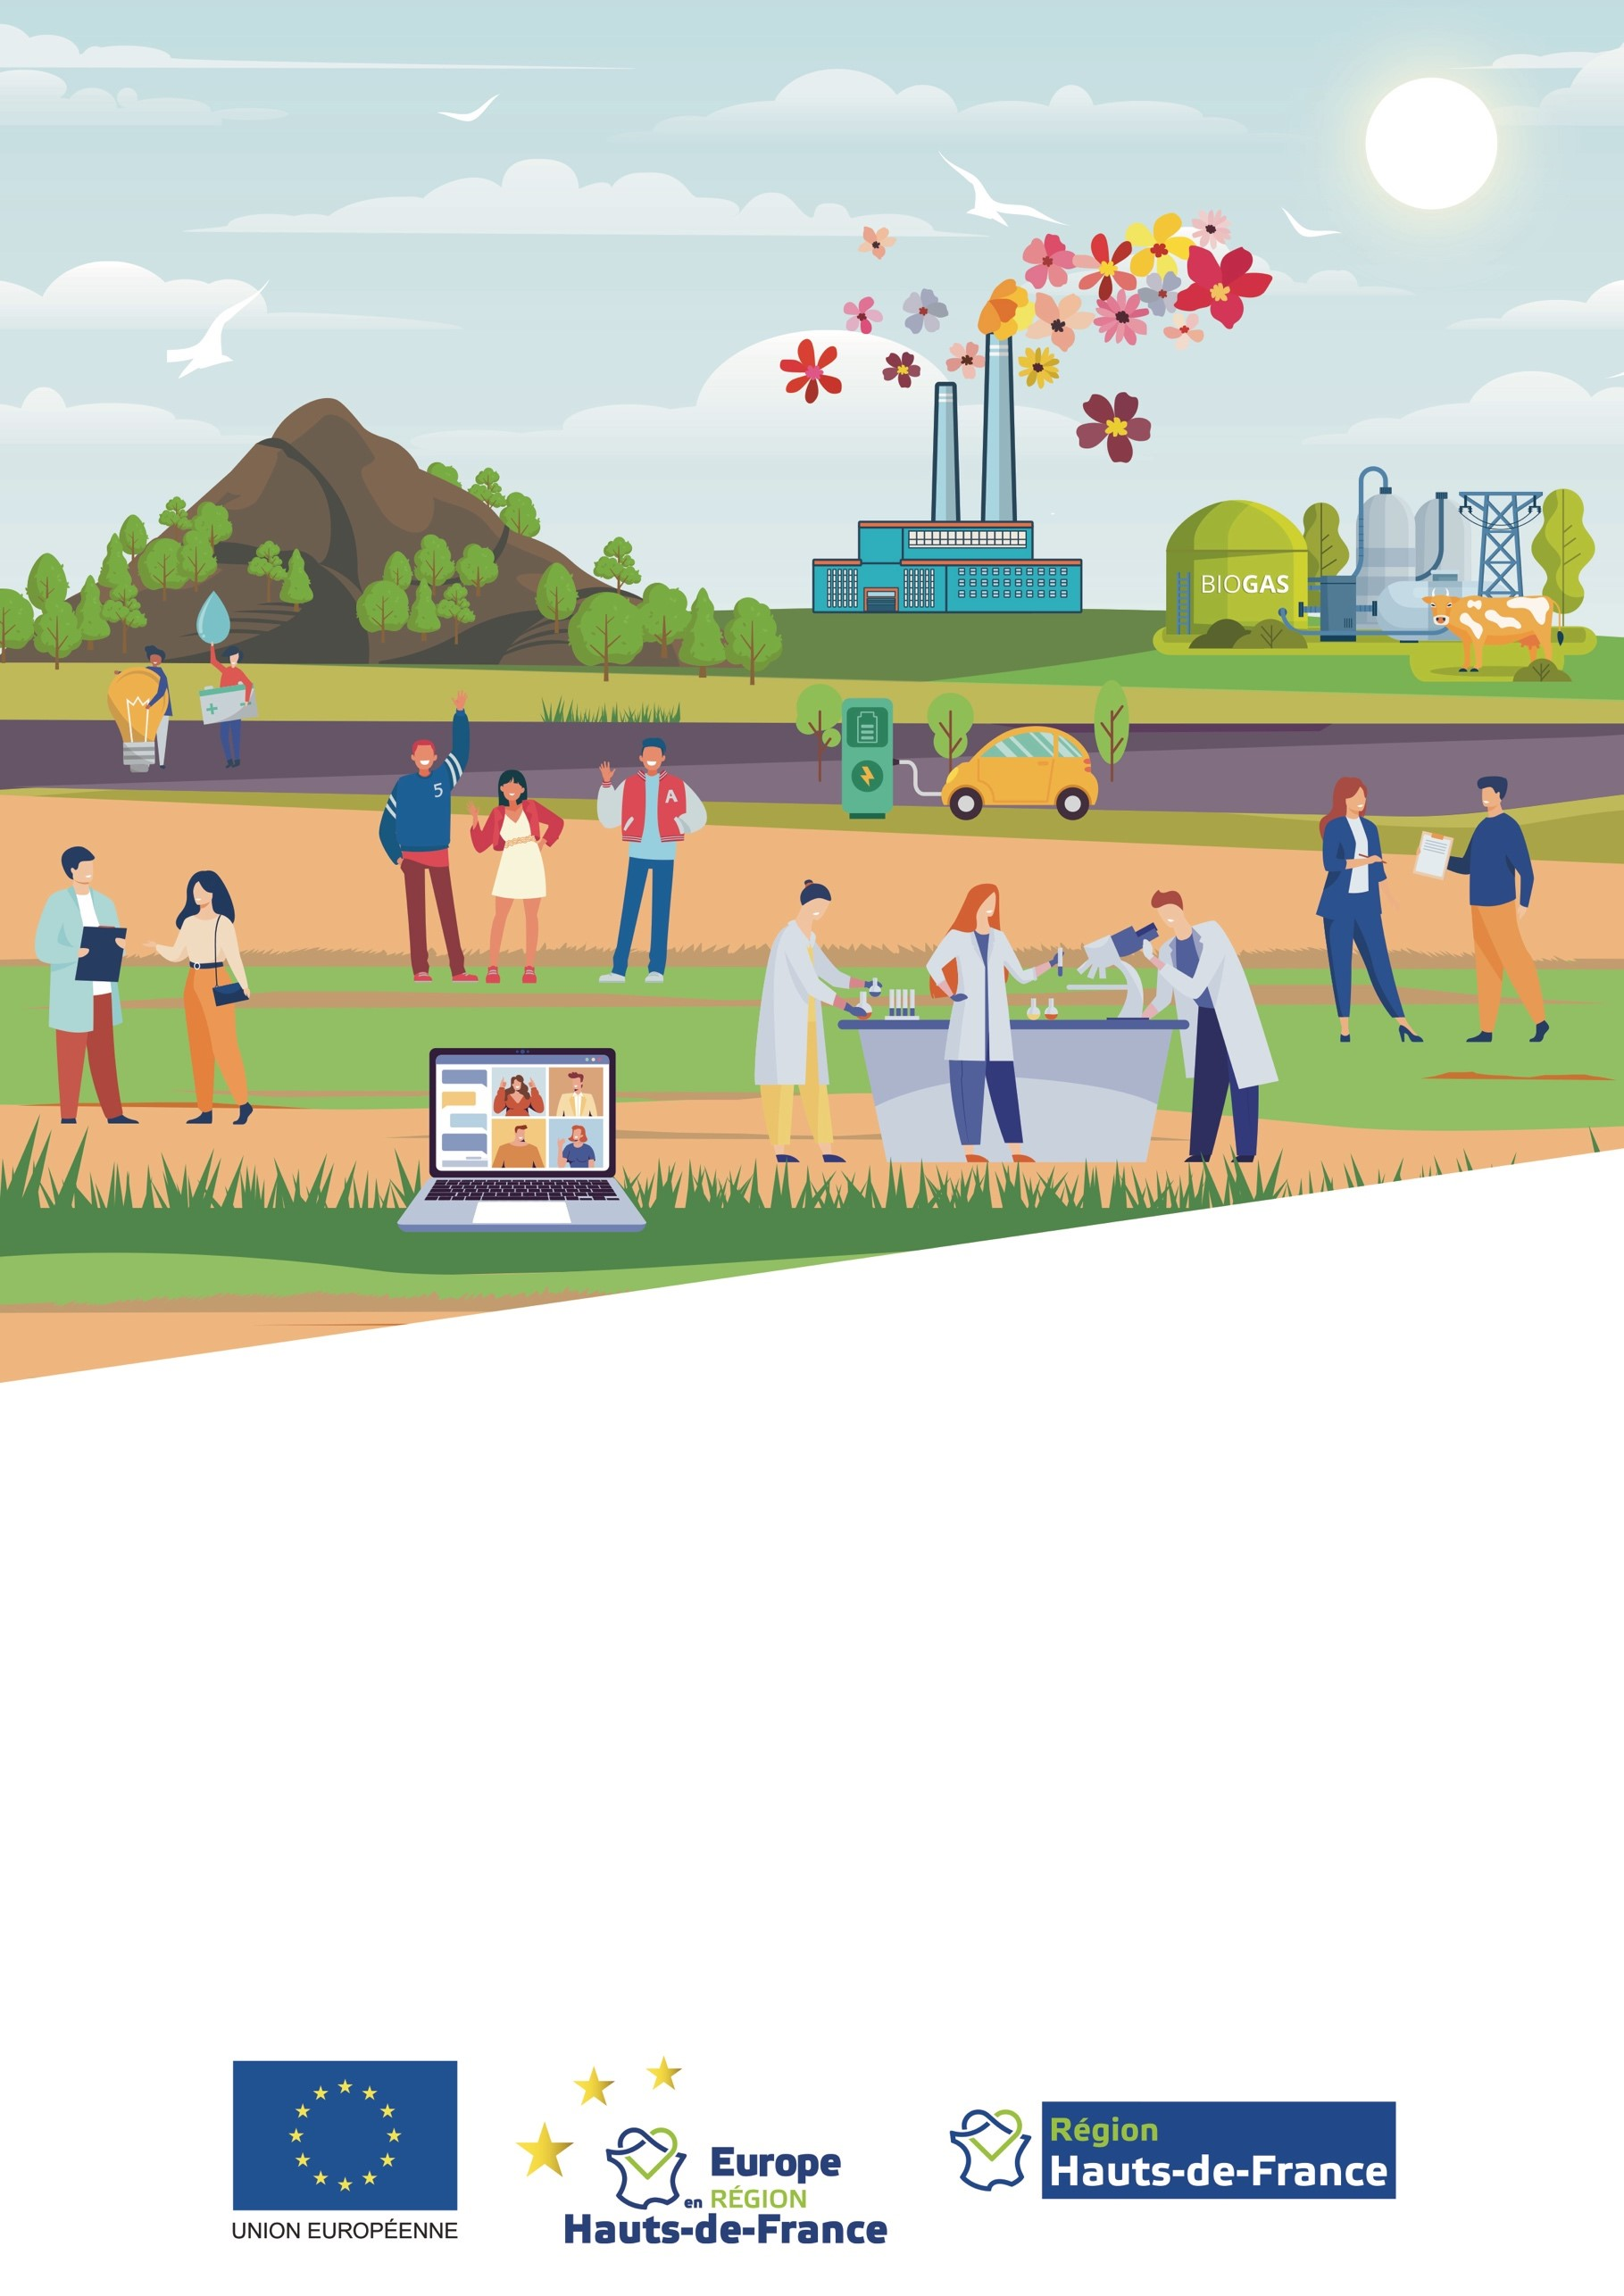 BIOGAS
5
A
UNION EUROPÉENNE
Europe
en RÉGION
Hauts-de-France
Région
Hauts-de-France